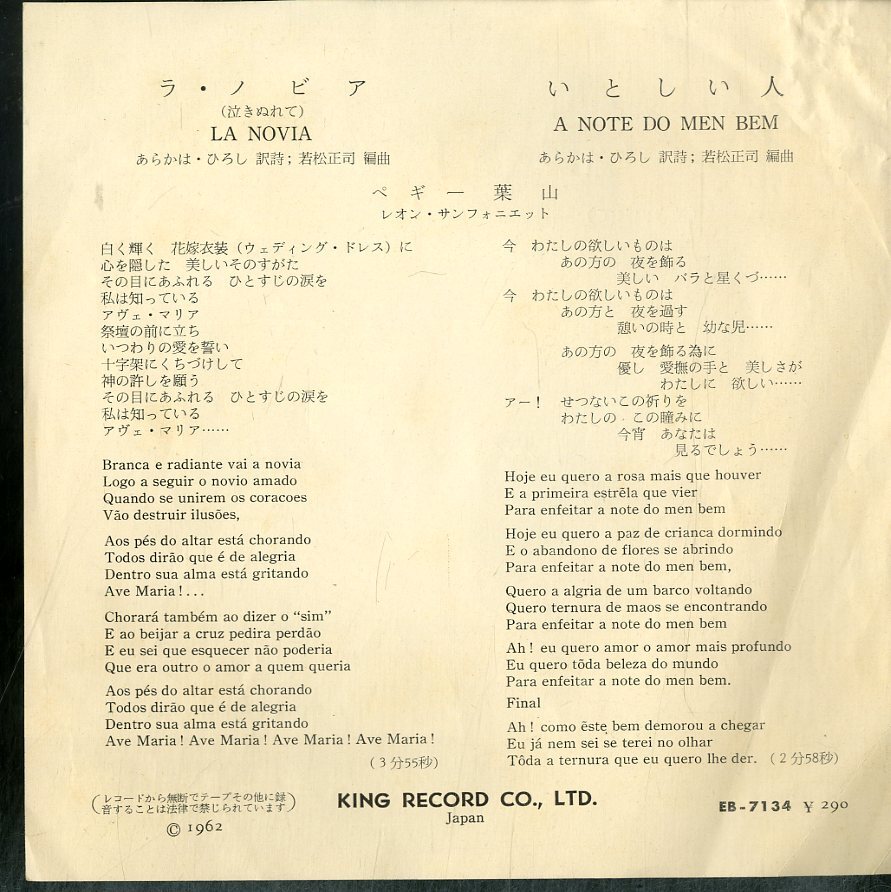 ラ・ノビア
(泣きぬれて)
LA NOVIA
あらかは・ひろし 訳詩; 若松正司 編曲
いとしい人
A NOTE DO MEN BEM
あらかは・ひろし 訳詩; 若松正司 編曲
ペギー葉山
レオン・サンフォニエット
白く輝く 花嫁衣装(ウェディング・ドレス)に
心を隠した 美しいそのすがた
その目にあふれる ひとすじの涙を
私は知っている
アヴェ・マリア
祭壇の前に立ち
いつわりの愛を誓い
十字架にくちづけして
神の許しを願う
その目にあふれる ひとすじの涙を
私は知っている
アヴェ・マリア……
Branca e radiante vai a novia
Logo a seguir o novio amado
Quando se unirem os coracoes
Vão destruir ilusões,
Aos pés do altar está chorando
Todos dirão que é de alegria
Dentro sua alma está gritando
Ave Maria!...
Chorará também ao dizer o “sim”
E ao beijar a cruz pedira perdão
E eu sei que esquecer não poderia
Que era outro o amor a quem queria
Aos pés do altar está chorando
Todos dirão que é de alegria
Dentro sua alma está gritando
Ave Maria! Ave Maria! Ave Maria! Ave Maria!
(3分55秒)
今 わたしの欲しいものは
あの方の 夜を飾る
美しい バラと星くづ……
今 わたしの欲しいものは
あの方と 夜を過す
憩いの時と 幼な児……
あの方の 夜を飾る為に
優し 愛撫の手と 美しさが
わたしに 欲しい……
アー! せつないこの祈りを
わたしの この瞳みに
今宵 あなたは
見るでしょう……
Hoje eu quero a rosa mais que houver
E a primeira estrêla que vier
Para enfeitar a note do men bem
Hoje eu quero a paz de crianca dormindo
E o abandono de flores se abrindo
Para enfeitar a note do men bem,
Quero a algria de um barco voltando
Quero ternura de maos se encontrando
Para enfeitar a note do men bem
Ah! eu quero amor o amor mais profundo
Eu quero tôda beleza do mundo
Para enfeitar a note do men bem.
Final
Ah! como êste bem demorou a chegar
Eu já nem sei se terei no olhar
Tôda a ternura que eu quero lhe der. (2分58秒)
(レコードから無断でテープその他に録
音することは法律で禁じられています)
© 1962
KING RECORD CO., LTD.
Japan
EB-7134 ¥ 290